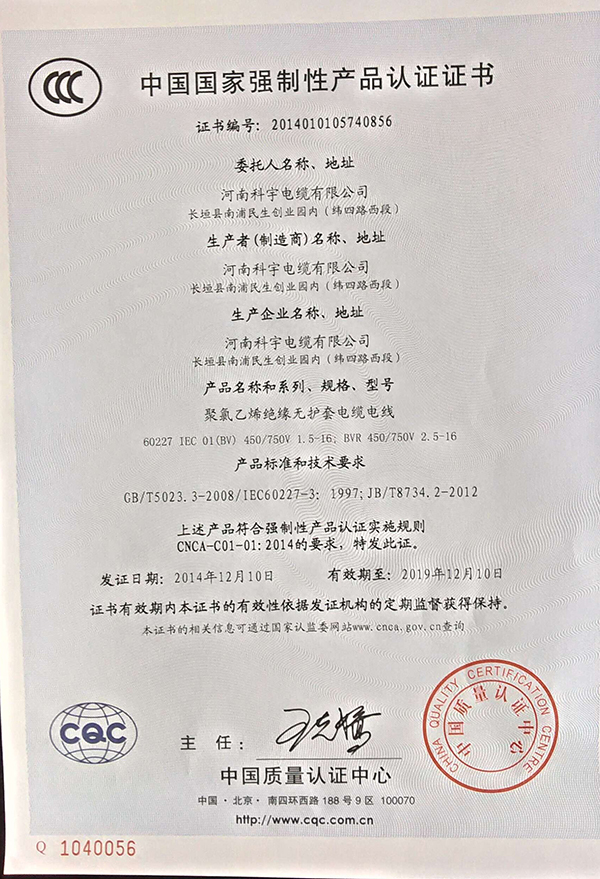 CCC
中国国家强制性产品认证证书
证书编号: 2014010105740856
委托人名称、地址
河南科宇电缆有限公司
长垣县南浦民生创业园内（纬四路西段）
生产者(制造商)名称、地址
河南科宇电缆有限公司
长垣县南浦民生创业园内（纬四路西段）
生产企业名称、地址
河南科宇电缆有限公司
长垣县南浦民生创业园内（纬四路西段）
产品名称和系列、规格、型号
聚氯乙烯绝缘无护套电缆电线
60227 IEC 01(BV) 450/750V 1.5-16; BVR 450/750V 2.5-16
产品标准和技术要求
GB/T5023.3-2008/IEC60227-3: 1997;JB/T8734.2-2012
上述产品符合强制性产品认证实施规则
CNCA-C01-01:2014的要求，特发此证。
发证日期: 2014年12月10日 有效期至: 2019年12月10日
证书有效期内本证书的有效性依据发证机构的定期监督获得保持。
本证书的相关信息可通过国家认监委网站www.cnca.gov.cn查询
CQC
主 任:
CHINA QUALITY CERTIFICATION CENTRE
中国质量认证中心
中国质量认证中心
中国・北京・南四环西路188号9区 100070
http://www.cqc.com.cn
Q 1040056